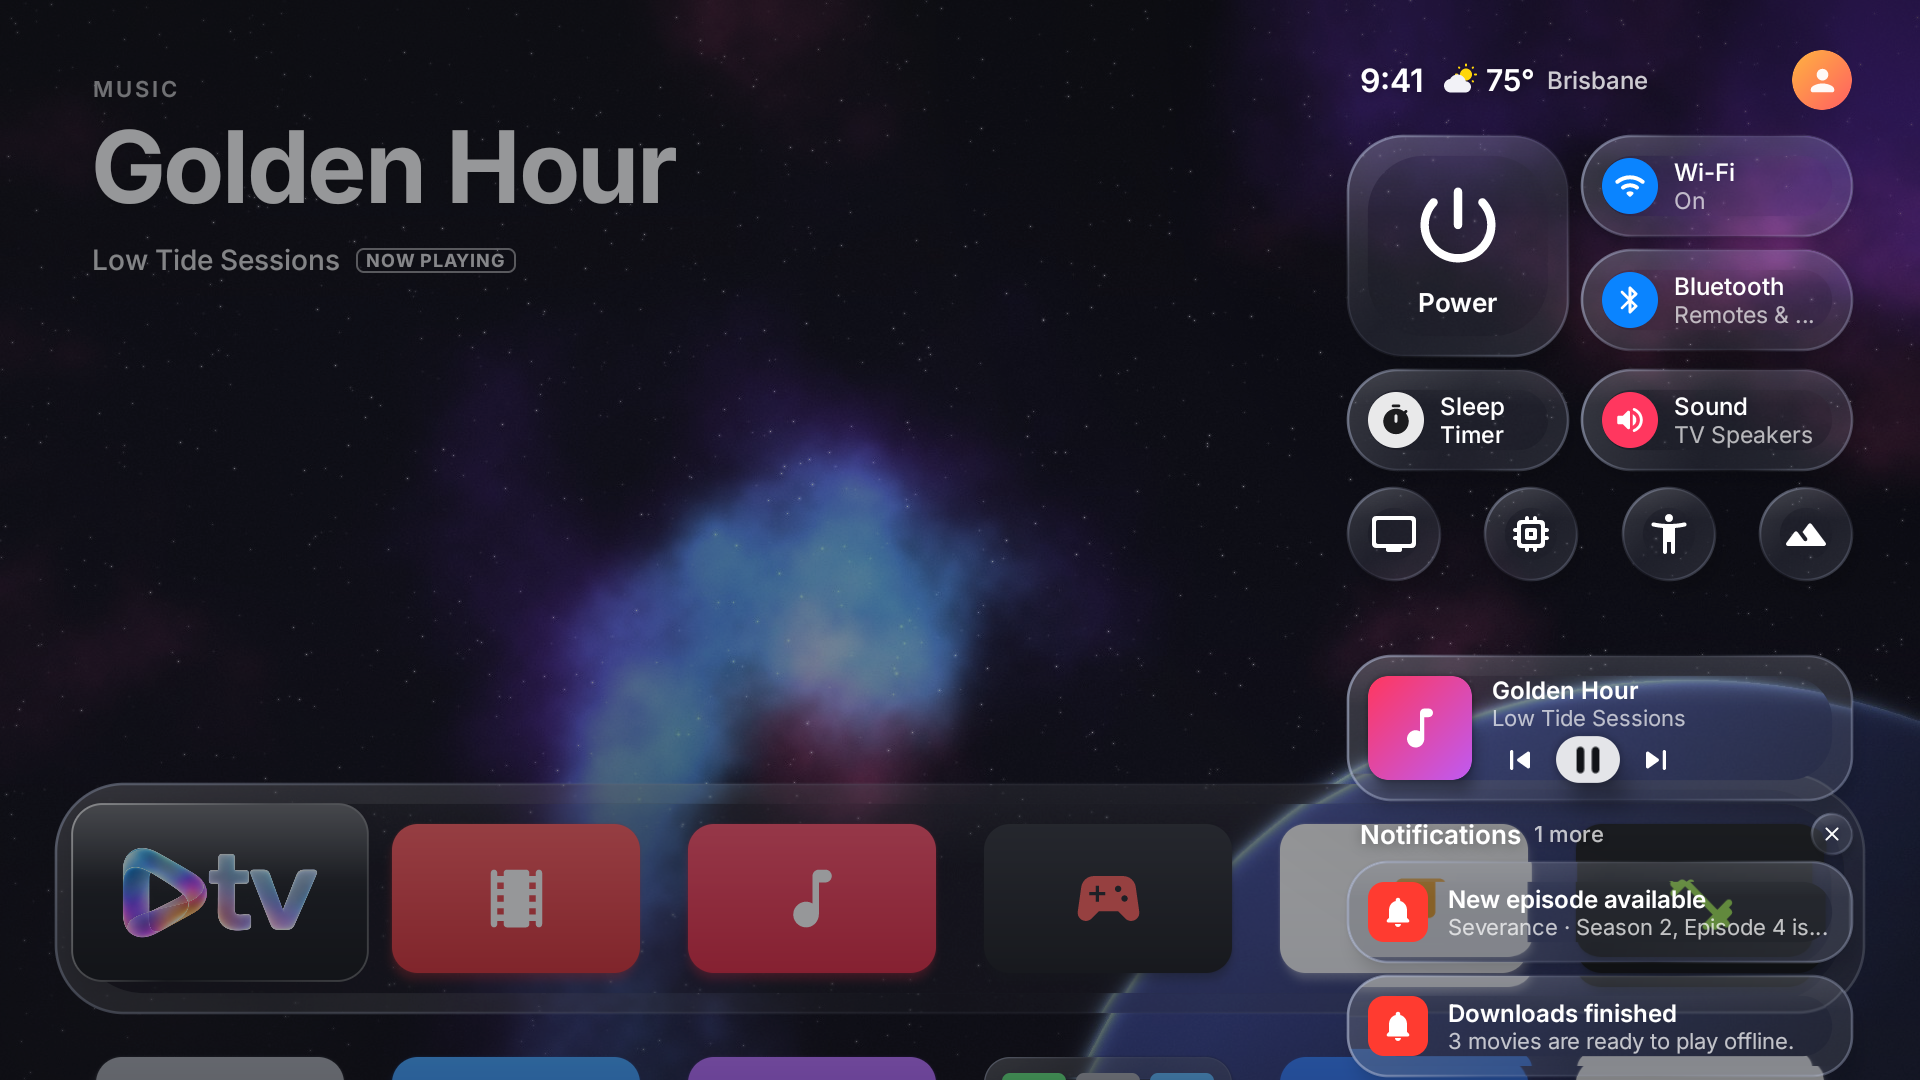 MUSIC
Golden Hour
Low Tide Sessions NOW PLAYING
9:41 75° Brisbane
Power
Wi-Fi
On
Bluetooth
Remotes & ...
Sleep
Timer
Sound
TV Speakers
Golden Hour
Low Tide Sessions
Notifications 1 more
New episode available
Severance · Season 2, Episode 4 is...
Downloads finished
3 movies are ready to play offline.
tv